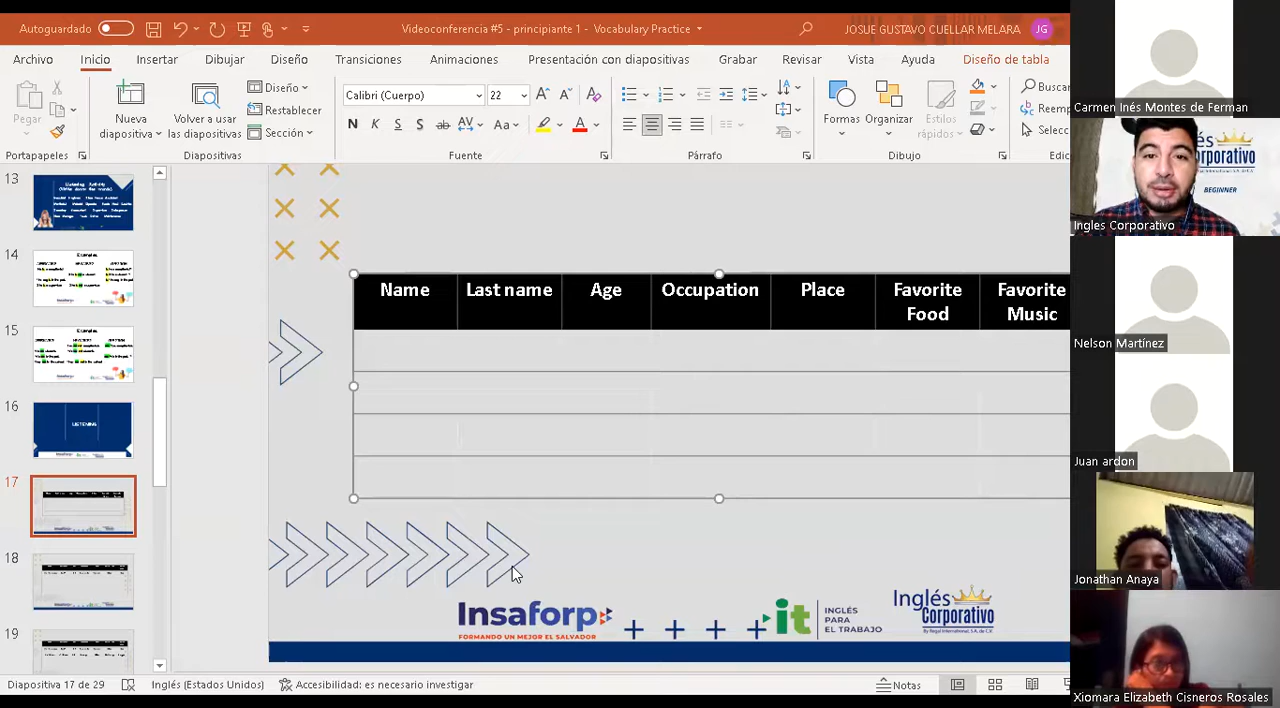 Autoguardado
Videoconferencia #5 - principiante 1 - Vocabulary Practice
JOSUE GUSTAVO CUELLAR MELARA
JG
Archivo Inicio Insertar Dibujar Diseño Transiciones Animaciones Presentación con diapositivas Grabar Revisar Vista Ayuda Diseño de tabla
Pegar
Nueva diapositiva
Volver a usar las diapositivas
Diseño
Restablecer
Sección
Calibri (Cuerpo) 22
N K S S ab AV Aa A
Formas
Organizar
Estilos rápidos
Buscar
Portapapeles Diapositivas Fuente Párrafo Dibujo
13
14
15
16
LISTENING
17
18
19
Name Last name Age Occupation Place Favorite Food Favorite Music
Insaforp
FORMANDO UN MEJOR EL SALVADOR
it INGLÉS PARA EL TRABAJO
Inglés Corporativo
Diapositiva 17 de 29 Inglés (Estados Unidos) Accesibilidad: es necesario investigar Notas
Carmen Inés Montes de Ferman
BEGINNER
Ingles Corporativo
Nelson Martínez
Juan ardon
Jonathan Anaya
Xiomara Elizabeth Cisneros Rosales